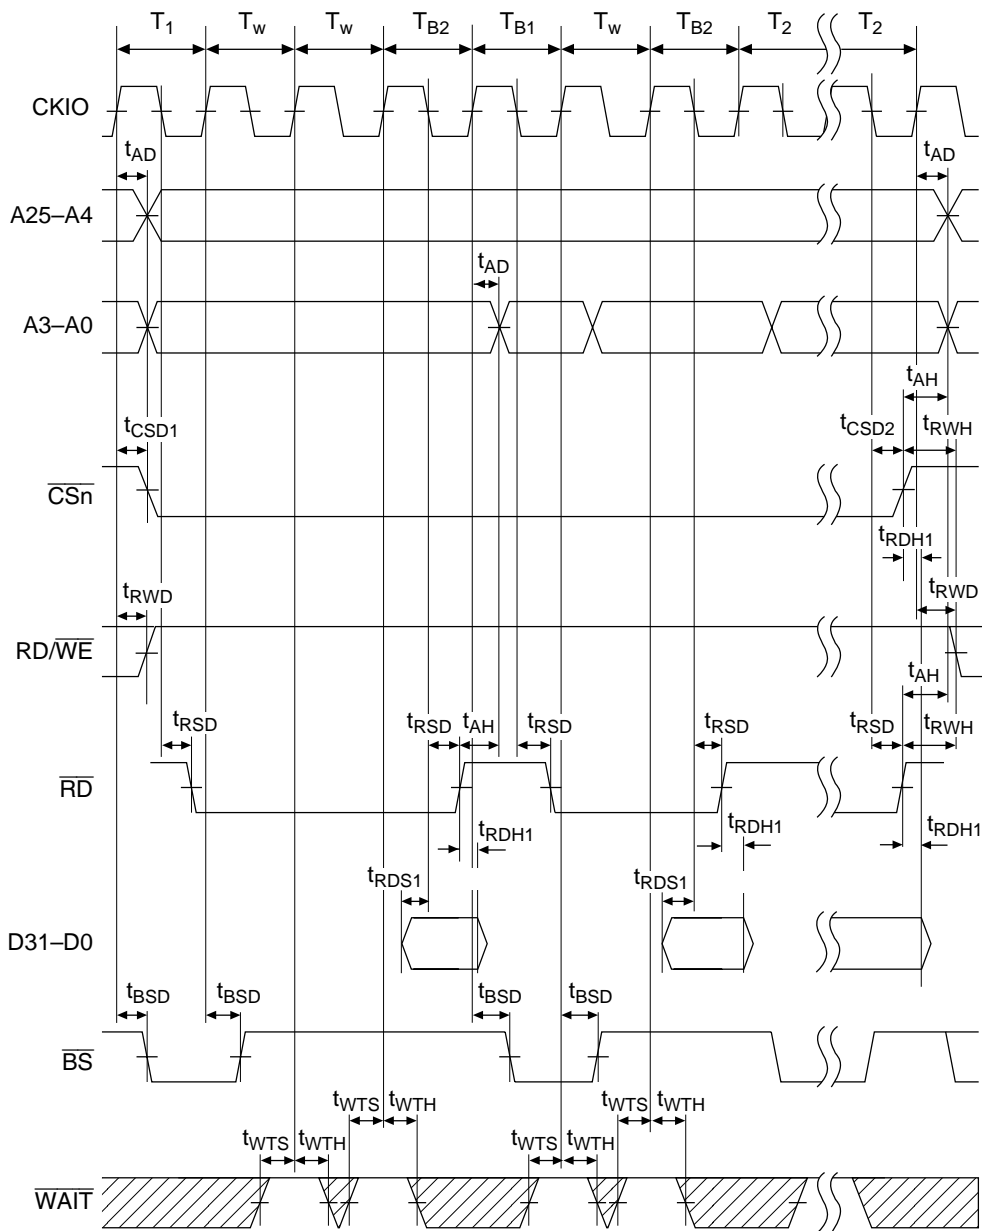 T1 Tw Tw TB2 TB1 Tw TB2 T2 T2
CKIO
tAD tAD
A25–A4
tAD
A3–A0
tAH
tCSD1 tCSD2 tRWH
CSn
tRDH1
tRWD tRWD
RD/WE
tAH
tRSD tRSD tAH tRSD tRSD tRSD tRWH
RD
tRDH1 tRDH1 tRDH1
tRDS1 tRDS1
D31–D0
tBSD tBSD tBSD tBSD
BS
tWTS tWTH tWTS tWTH
tWTS tWTH tWTS tWTH
WAIT